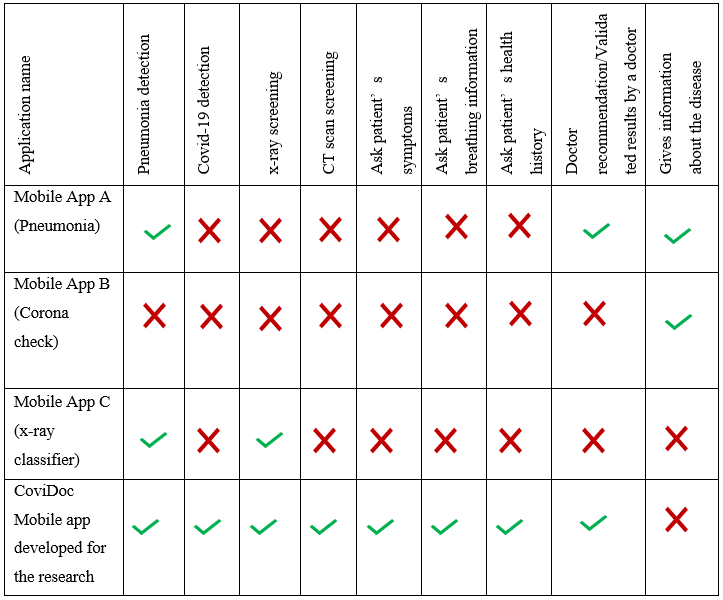 Application name
Pneumonia detection
Covid-19 detection
x-ray screening
CT scan screening
Ask patient’s
symptoms
Ask patient’s
breathing information
Ask patient’s health
history
Doctor
recommendation/Valida
ted results by a doctor
Gives information
about the disease
Mobile App A
(Pneumonia)
Mobile App B
(Corona
check)
Mobile App C
(x-ray
classifier)
CoviDoc
Mobile app
developed for
the research